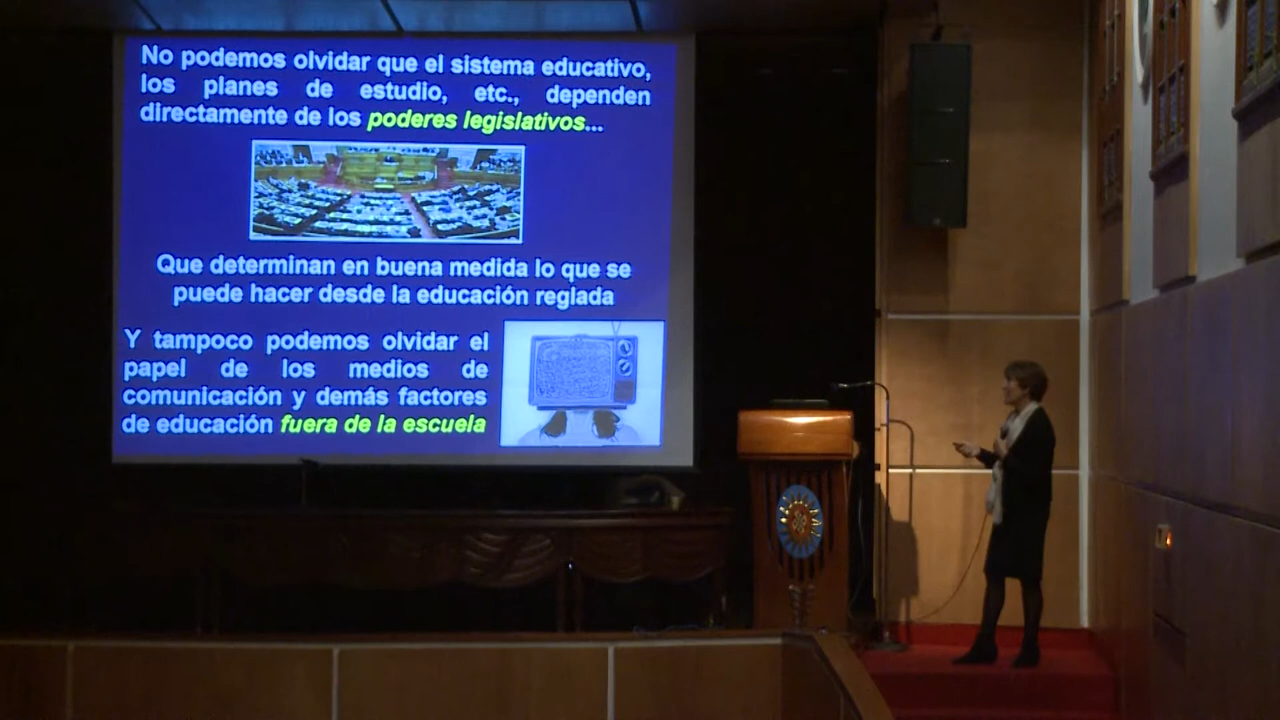 No podemos olvidar que el sistema educativo,
los planes de estudio, etc., dependen
directamente de los poderes legislativos...
Que determinan en buena medida lo que se
puede hacer desde la educación reglada
Y tampoco podemos olvidar el
papel de los medios de
comunicación y demás factores
de educación fuera de la escuela